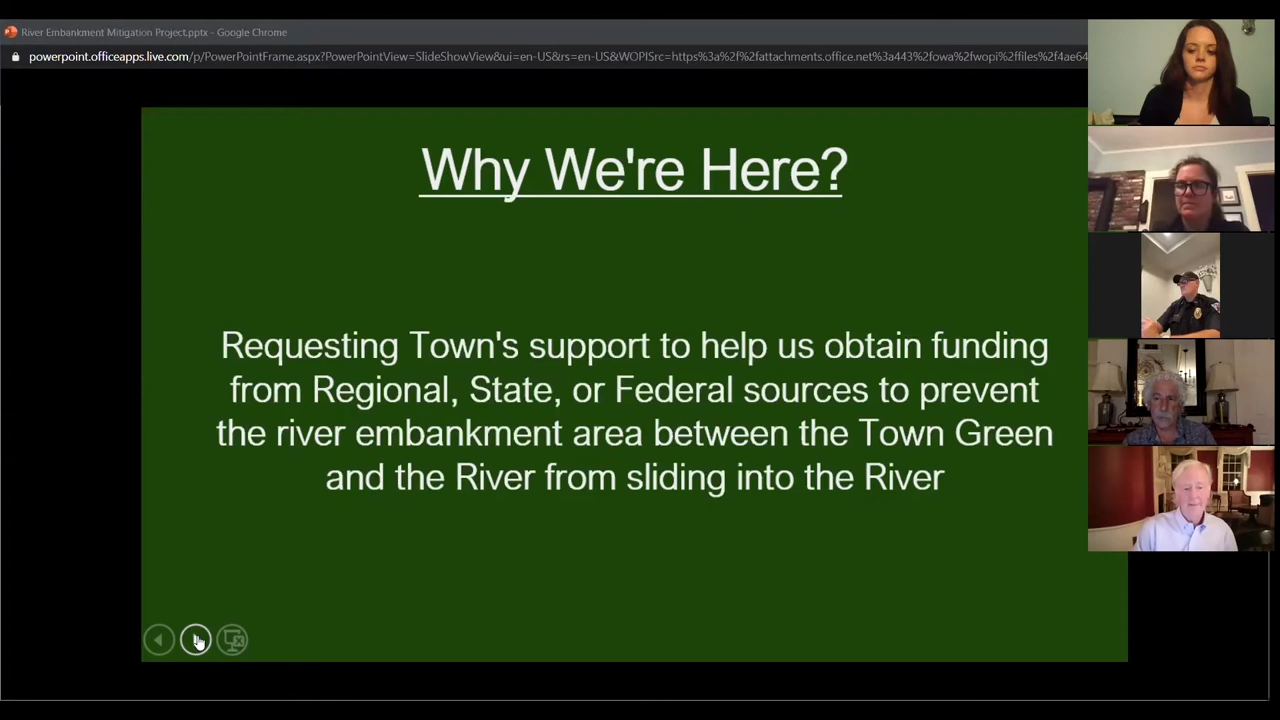 River Embankment Mitigation Project.pptx - Google Chrome
powerpoint.officeapps.live.com/p/PowerPointFrame.aspx?PowerPointView=SlideShowView&ui=en-US&rs=en-US&WOPISrc=https%3a%2f%2fattachments.office.net%3a443%2fowa%2fwopi%2ffiles%2f4ae64
Why We're Here?
Requesting Town's support to help us obtain funding
from Regional, State, or Federal sources to prevent
the river embankment area between the Town Green
and the River from sliding into the River